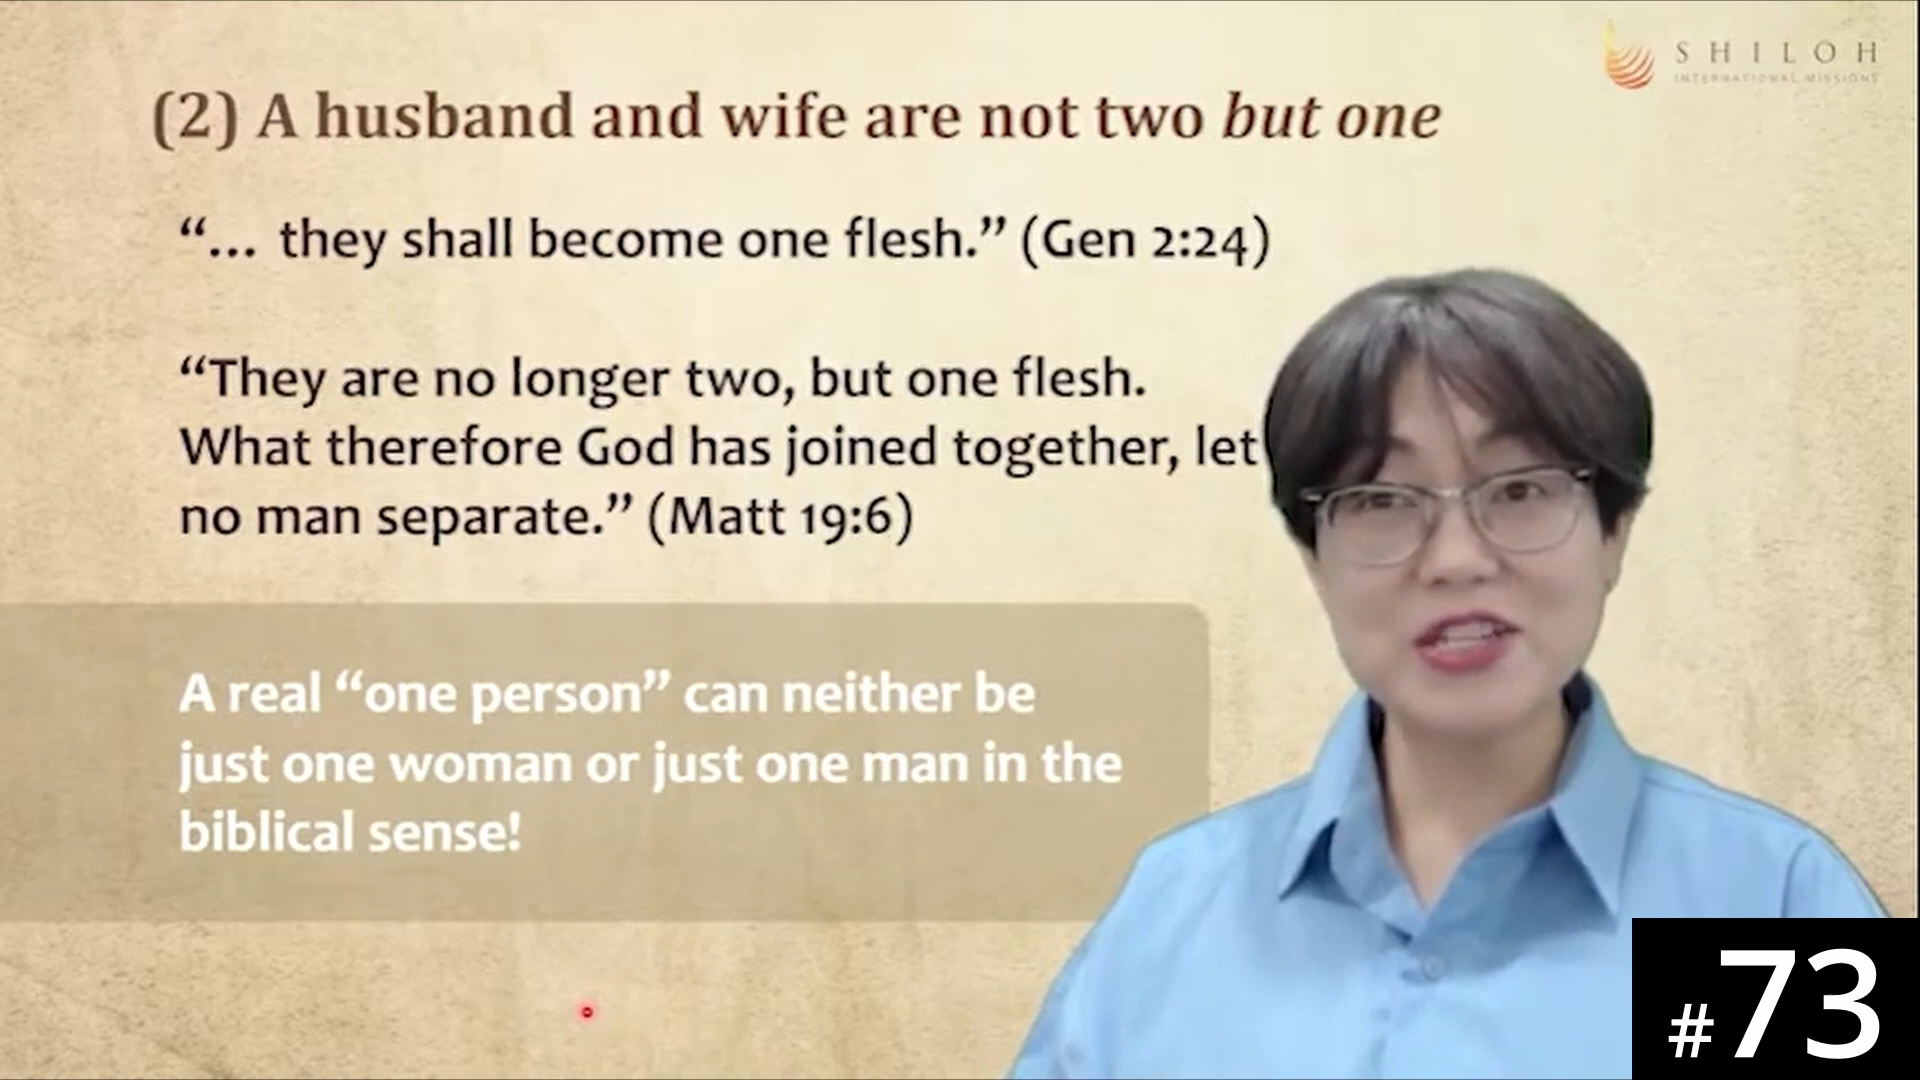 SHILOH
INTERNATIONAL MISSIONS
(2) A husband and wife are not two but one
“... they shall become one flesh.” (Gen 2:24)
“They are no longer two, but one flesh.
What therefore God has joined together, let
no man separate.” (Matt 19:6)
A real “one person” can neither be
just one woman or just one man in the
biblical sense!
#73